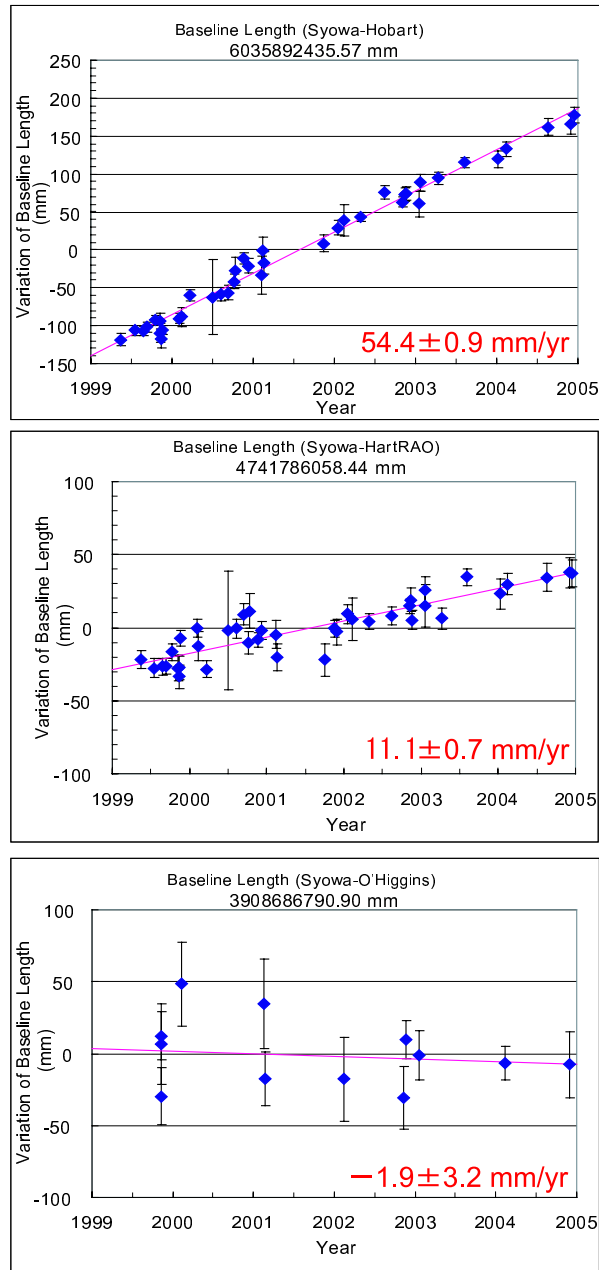 Baseline Length (Syowa-Hobart)
6035892435.57 mm
Variation of Baseline Length
(mm)
250
200
150
100
50
0
-50
-100
-150
54.4±0.9 mm/yr
1999 2000 2001 2002 2003 2004 2005
Year
Baseline Length (Syowa-HartRAO)
4741786058.44 mm
Variation of Baseline Length
(mm)
100
50
0
-50
-100
11.1±0.7 mm/yr
1999 2000 2001 2002 2003 2004 2005
Year
Baseline Length (Syowa-O'Higgins)
3908686790.90 mm
Variation of Baseline Length
(mm)
100
50
0
-50
-100
−1.9±3.2 mm/yr
1999 2000 2001 2002 2003 2004 2005
Year